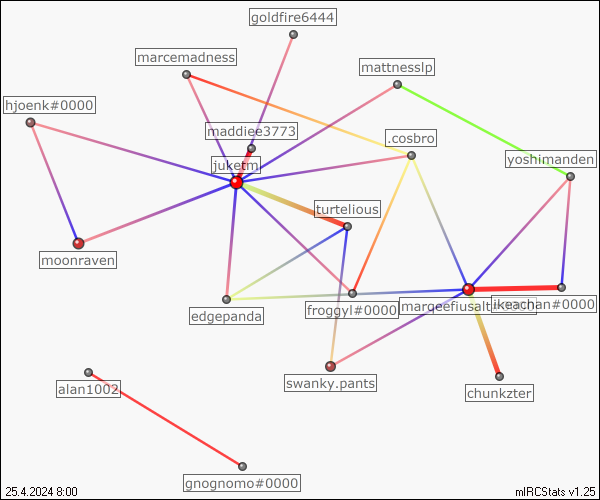 goldfire6444
marcemadness
mattnesslp
hjoenk#0000
maddiee3773
.cosbro
juketm
yoshimanden
turtelious
moonraven
edgepanda
froggyl#0000
ikeachan#0000
swanky.pants
alan1002
chunkzter
gnognomo#0000
25.4.2024 8:00
mIRCStats v1.25